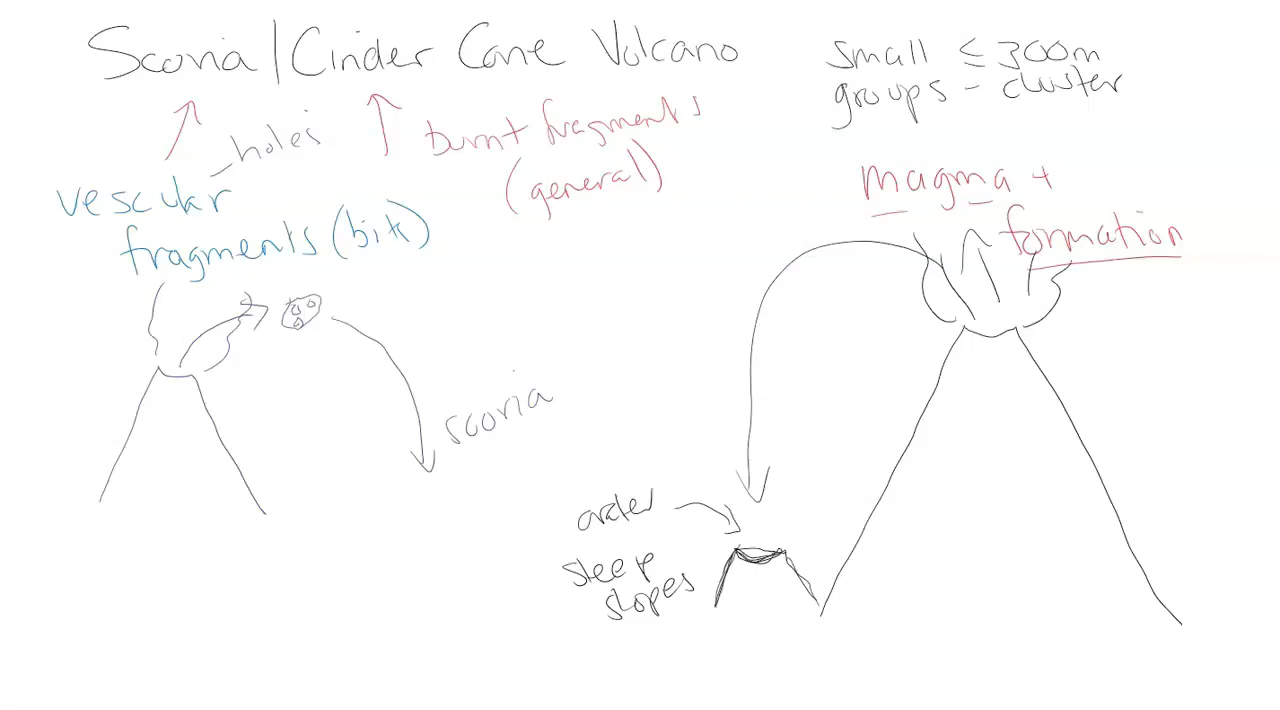 Scoria/Cinder Cone Volcano
small ≤ 300m
groups - cluster
holes
burnt fragments
(general)
vescular
fragments (bits)
magma +
formation
scoria
crater
steep
slopes